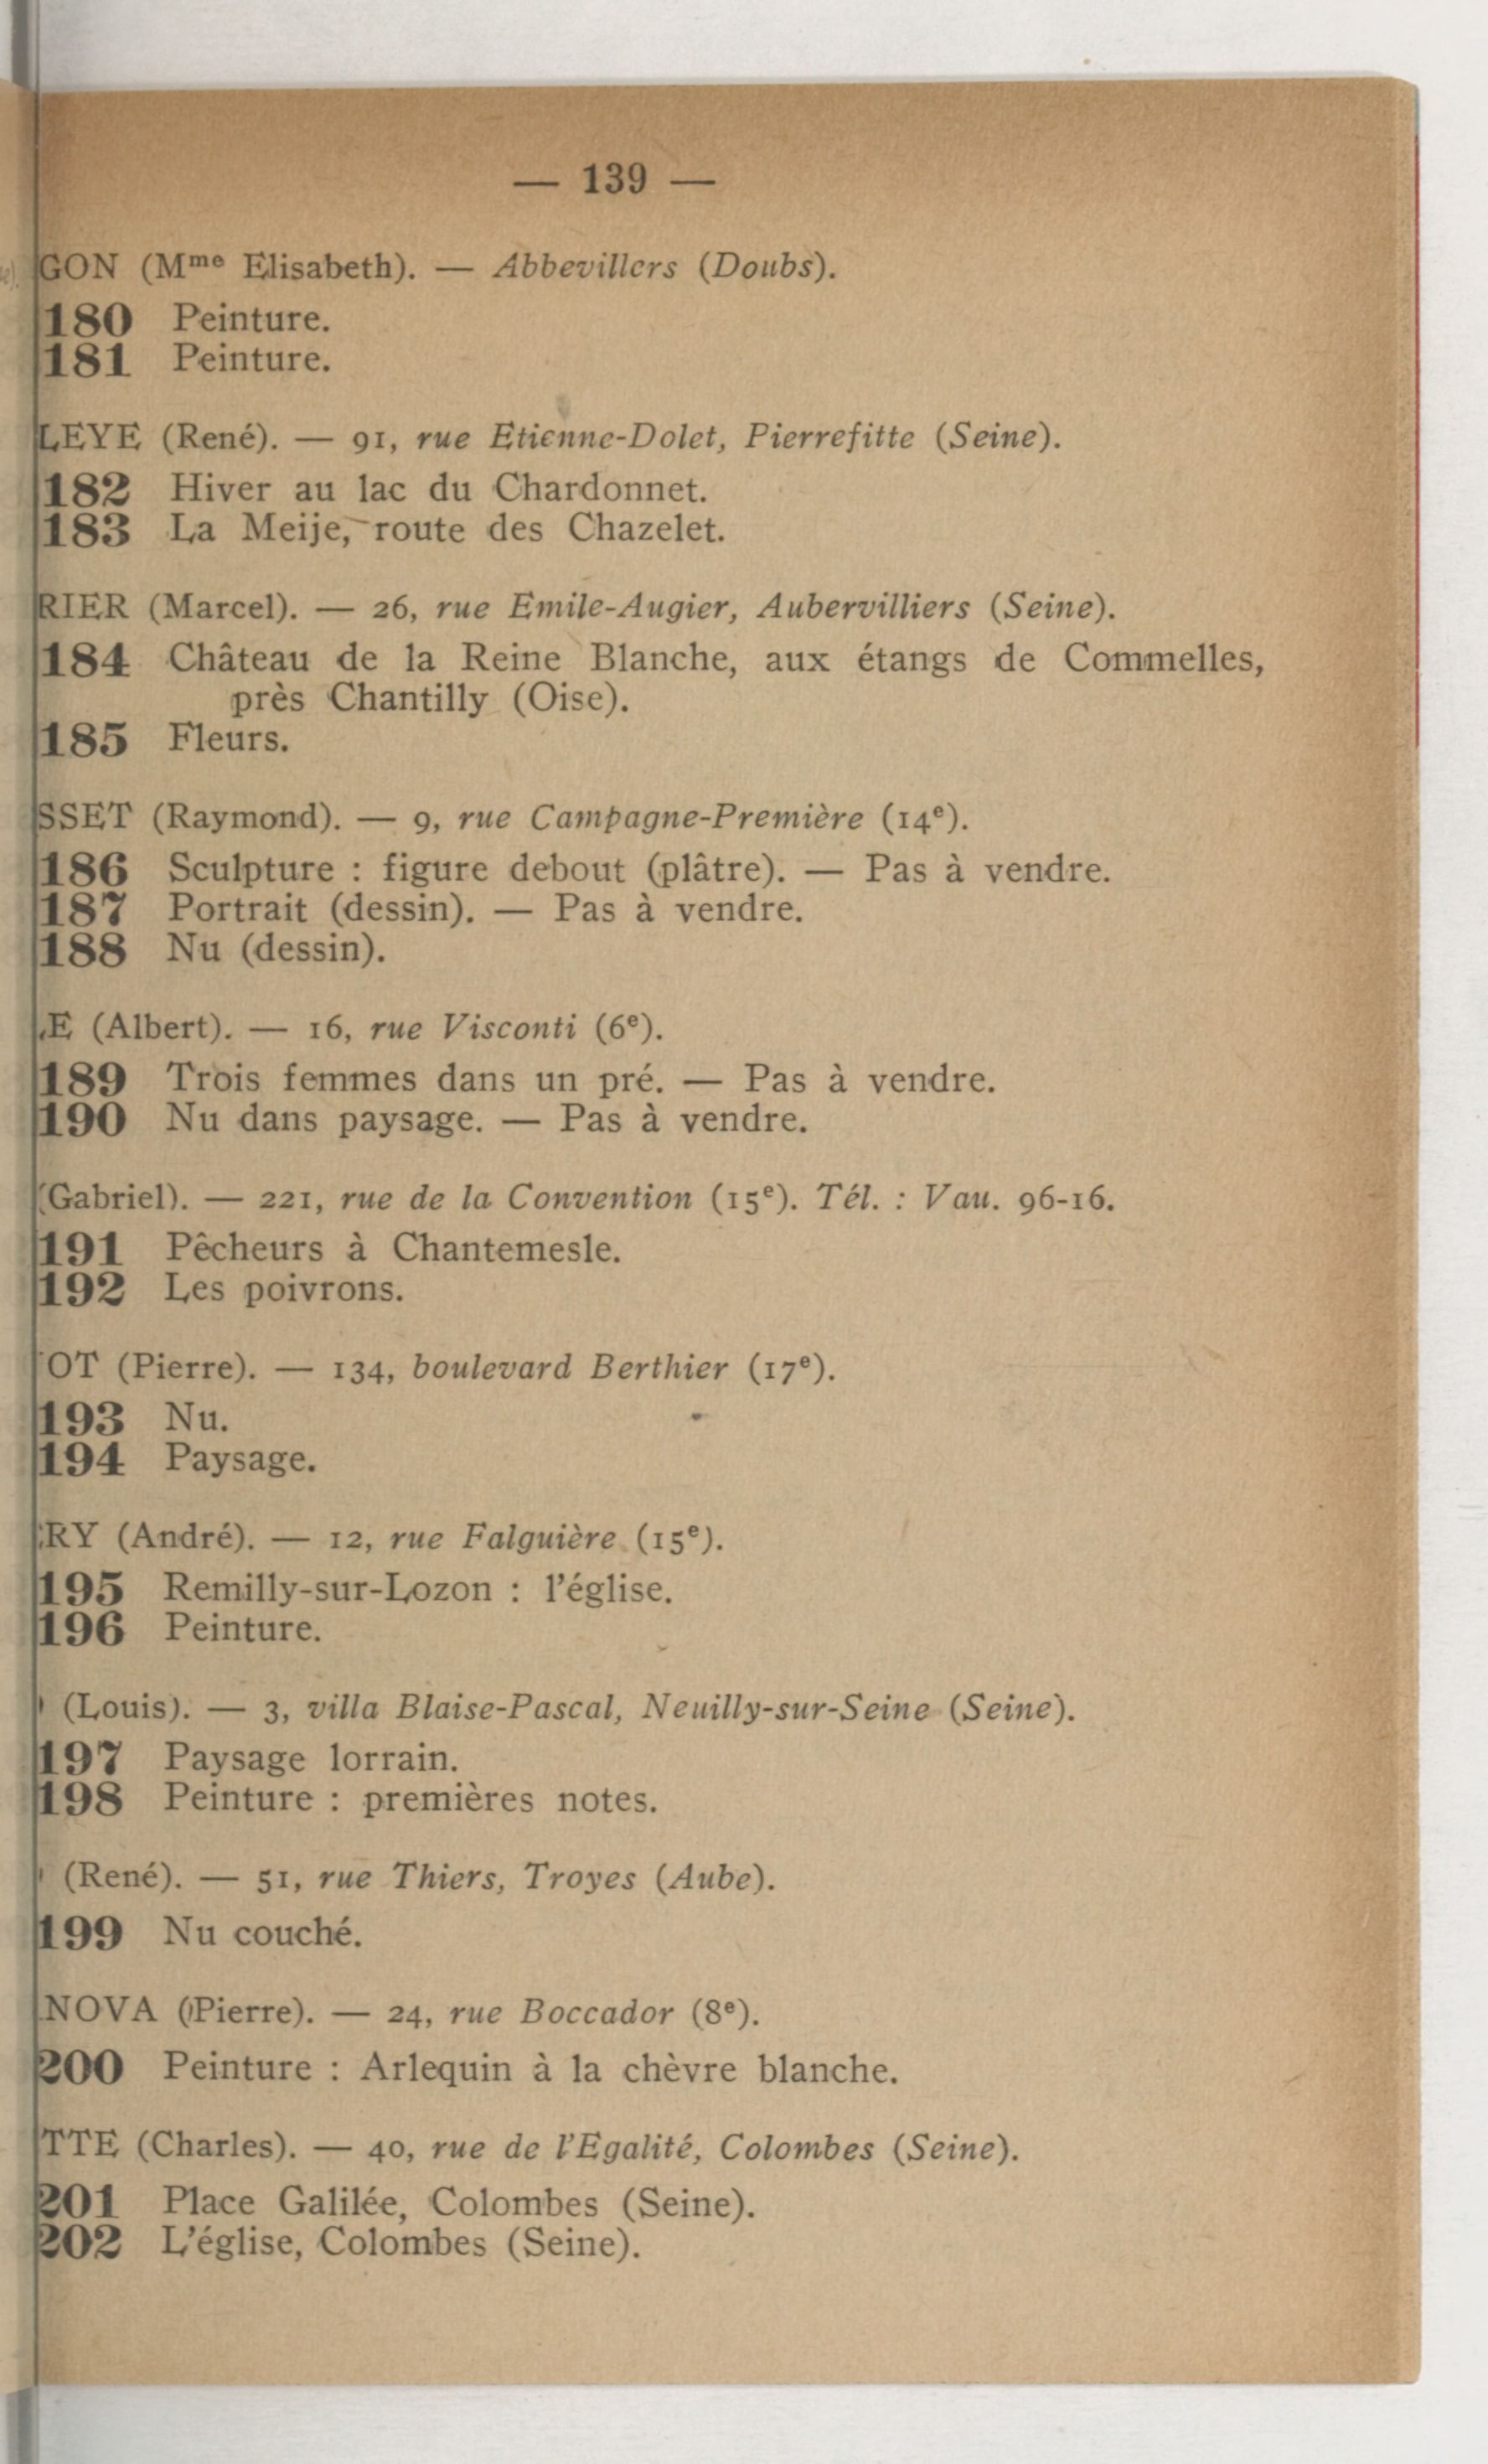 — 139 —
GON (Mme Elisabeth). — Abbevillers (Doubs).
180 Peinture.
181 Peinture.
LEYE (René). — 91, rue Etienne-Dolet, Pierrefitte (Seine).
182 Hiver au lac du Chardonnet.
183 La Meije, route des Chazelet.
RIER (Marcel). — 26, rue Emile-Augier, Aubervilliers (Seine).
184 Château de la Reine Blanche, aux étangs de Commelles,
près Chantilly (Oise).
185 Fleurs.
SSET (Raymond). — 9, rue Campagne-Première (14e).
186 Sculpture : figure debout (plâtre). — Pas à vendre.
187 Portrait (dessin). — Pas à vendre.
188 Nu (dessin).
E (Albert). — 16, rue Visconti (6e).
189 Trois femmes dans un pré. — Pas à vendre.
190 Nu dans paysage. — Pas à vendre.
(Gabriel). — 221, rue de la Convention (15e). Tél. : Vau. 96-16.
191 Pêcheurs à Chantemesle.
192 Les poivrons.
OT (Pierre). — 134, boulevard Berthier (17e).
193 Nu.
194 Paysage.
RY (André). — 12, rue Falguière (15e).
195 Remilly-sur-Lozon : l'église.
196 Peinture.
(Louis). — 3, villa Blaise-Pascal, Neuilly-sur-Seine (Seine).
197 Paysage lorrain.
198 Peinture : premières notes.
(René). — 51, rue Thiers, Troyes (Aube).
199 Nu couché.
NOVA (Pierre). — 24, rue Boccador (8e).
200 Peinture : Arlequin à la chèvre blanche.
TTE (Charles). — 40, rue de l'Egalité, Colombes (Seine).
201 Place Galilée, Colombes (Seine).
202 L'église, Colombes (Seine).